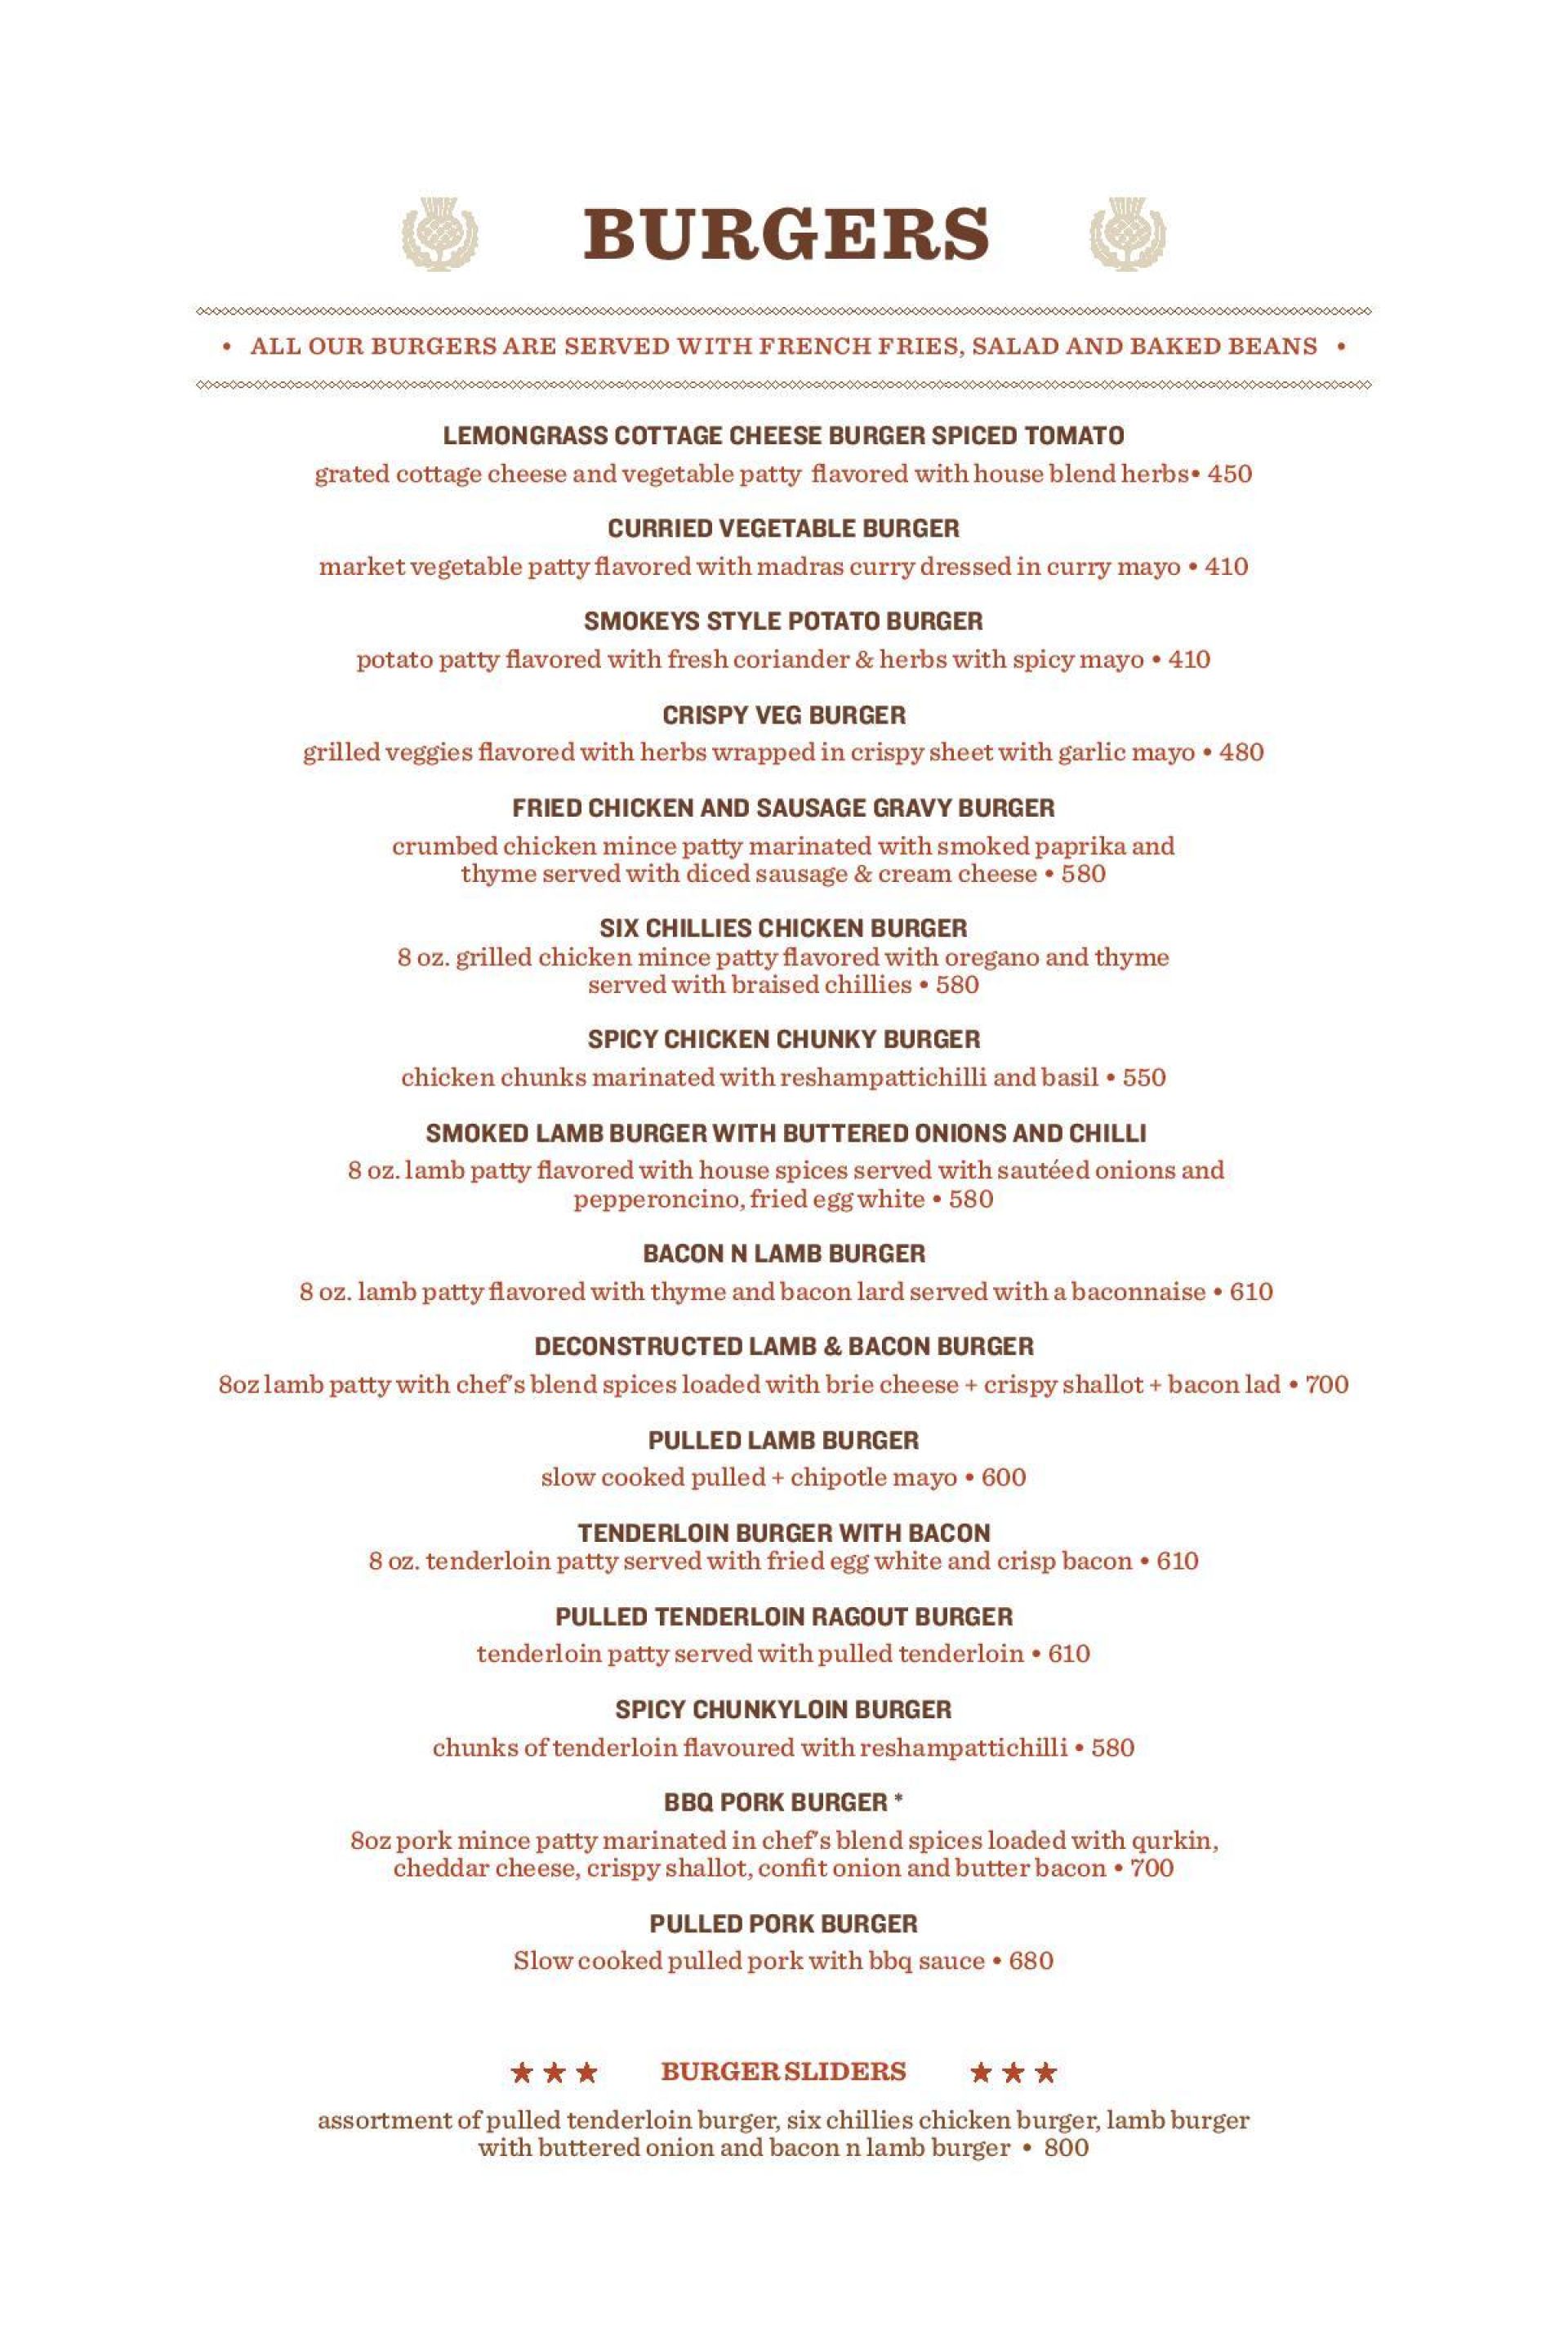 BURGERS
• ALL OUR BURGERS ARE SERVED WITH FRENCH FRIES, SALAD AND BAKED BEANS •
LEMONGRASS COTTAGE CHEESE BURGER SPICED TOMATO
grated cottage cheese and vegetable patty flavored with house blend herbs• 450
CURRIED VEGETABLE BURGER
market vegetable patty flavored with madras curry dressed in curry mayo • 410
SMOKEYS STYLE POTATO BURGER
potato patty flavored with fresh coriander & herbs with spicy mayo • 410
CRISPY VEG BURGER
grilled veggies flavored with herbs wrapped in crispy sheet with garlic mayo • 480
FRIED CHICKEN AND SAUSAGE GRAVY BURGER
crumbed chicken mince patty marinated with smoked paprika and
thyme served with diced sausage & cream cheese • 580
SIX CHILLIES CHICKEN BURGER
8 oz. grilled chicken mince patty flavored with oregano and thyme
served with braised chillies • 580
SPICY CHICKEN CHUNKY BURGER
chicken chunks marinated with reshampattichilli and basil • 550
SMOKED LAMB BURGER WITH BUTTERED ONIONS AND CHILLI
8 oz. lamb patty flavored with house spices served with sautéed onions and
pepperoncino, fried egg white • 580
BACON N LAMB BURGER
8 oz. lamb patty flavored with thyme and bacon lard served with a baconnaise • 610
DECONSTRUCTED LAMB & BACON BURGER
8oz lamb patty with chef's blend spices loaded with brie cheese + crispy shallot + bacon lad • 700
PULLED LAMB BURGER
slow cooked pulled + chipotle mayo • 600
TENDERLOIN BURGER WITH BACON
8 oz. tenderloin patty served with fried egg white and crisp bacon • 610
PULLED TENDERLOIN RAGOUT BURGER
tenderloin patty served with pulled tenderloin • 610
SPICY CHUNKYLOIN BURGER
chunks of tenderloin flavoured with reshampattichilli • 580
BBQ PORK BURGER *
8oz pork mince patty marinated in chef's blend spices loaded with qurkin,
cheddar cheese, crispy shallot, confit onion and butter bacon • 700
PULLED PORK BURGER
Slow cooked pulled pork with bbq sauce • 680
★ ★ ★ BURGER SLIDERS ★ ★ ★
assortment of pulled tenderloin burger, six chillies chicken burger, lamb burger
with buttered onion and bacon n lamb burger • 800